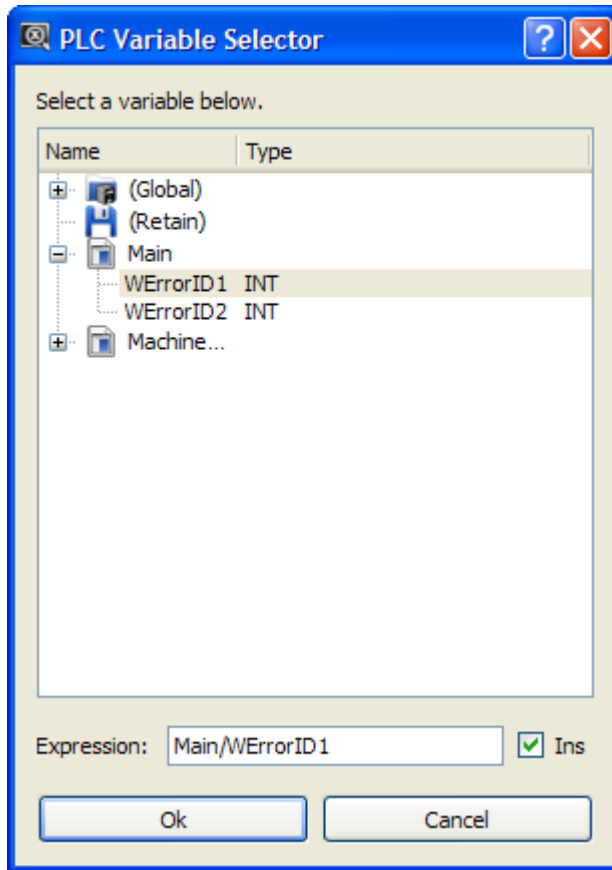 PLC Variable Selector
Select a variable below.
Name Type
(Global)
(Retain)
Main
WErrorID1 INT
WErrorID2 INT
Machine...
Expression: Main/WErrorID1 Ins
Ok Cancel